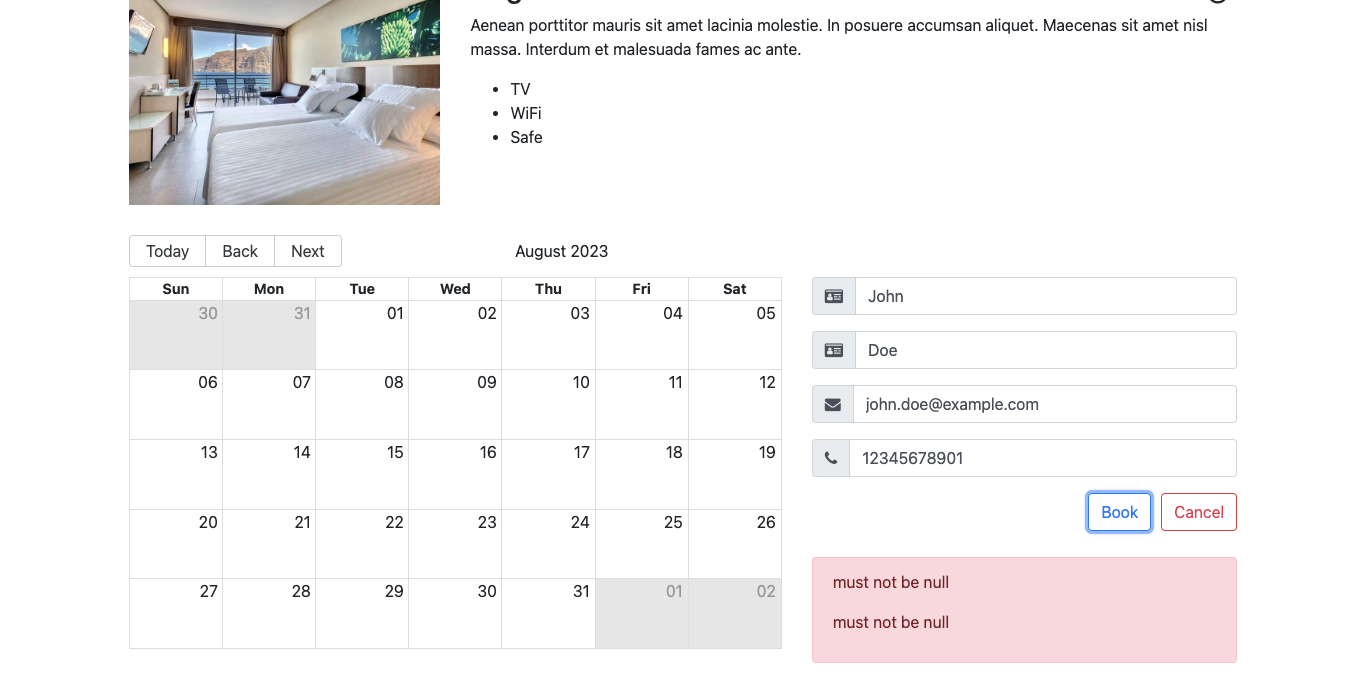 Aenean porttitor mauris sit amet lacinia molestie. In posuere accumsan aliquet. Maecenas sit amet nisl
massa. Interdum et malesuada fames ac ante.
TV
WiFi
Safe
Today Back Next August 2023
Sun Mon Tue Wed Thu Fri Sat
30 31 01 02 03 04 05
06 07 08 09 10 11 12
13 14 15 16 17 18 19
20 21 22 23 24 25 26
27 28 29 30 31 01 02
John
Doe
john.doe@example.com
12345678901
Book Cancel
must not be null
must not be null